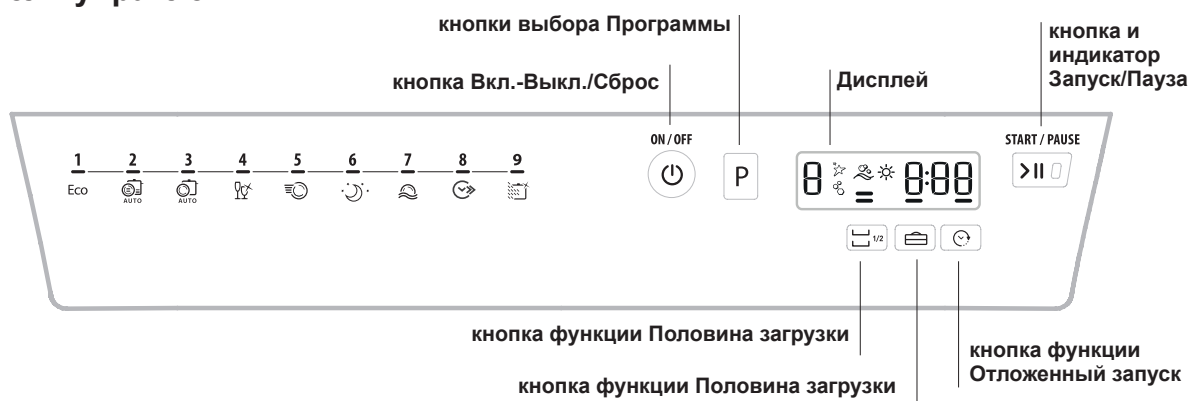 кнопки выбора Программы
кнопка и
индикатор
Запуск/Пауза
кнопка Вкл.-Выкл./Сброс
Дисплей
ON/OFF
START / PAUSE
1 2 3 4 5 6 7 8 9
Eco AUTO AUTO
P
8 8:88
1/2
кнопка функции Половина загрузки
кнопка функции
Отложенный запуск
кнопка функции Половина загрузки